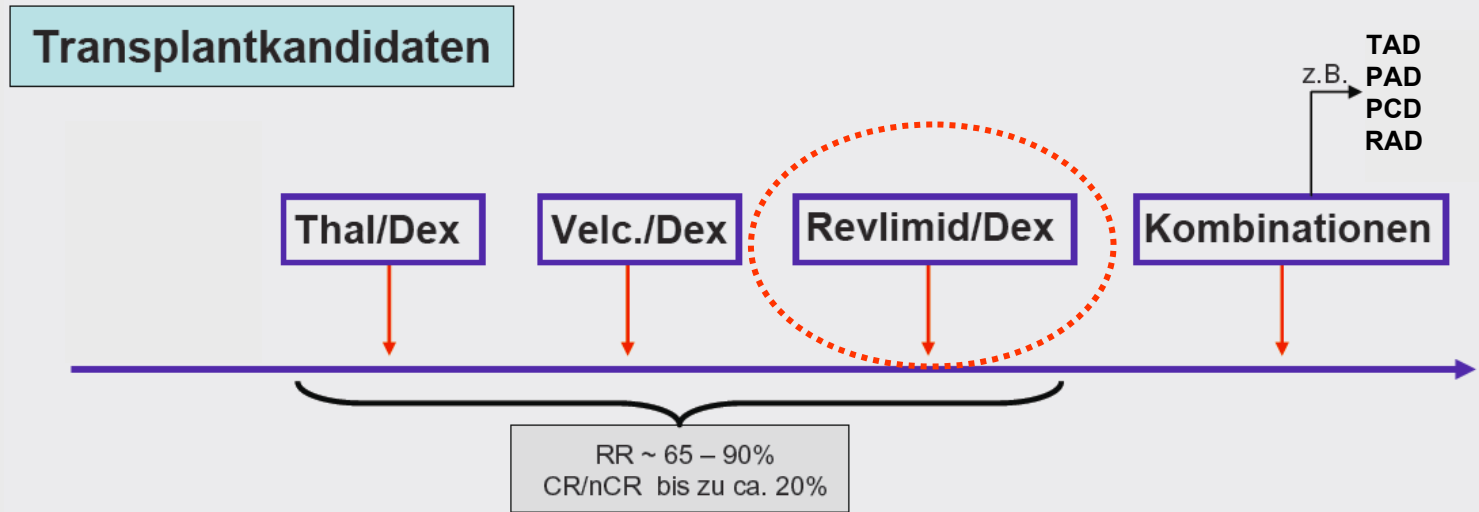 Transplantkandidaten
TAD
z.B. PAD
PCD
RAD
Thal/Dex
Velc./Dex
Revlimid/Dex
Kombinationen
RR ~ 65 – 90%
CR/nCR bis zu ca. 20%